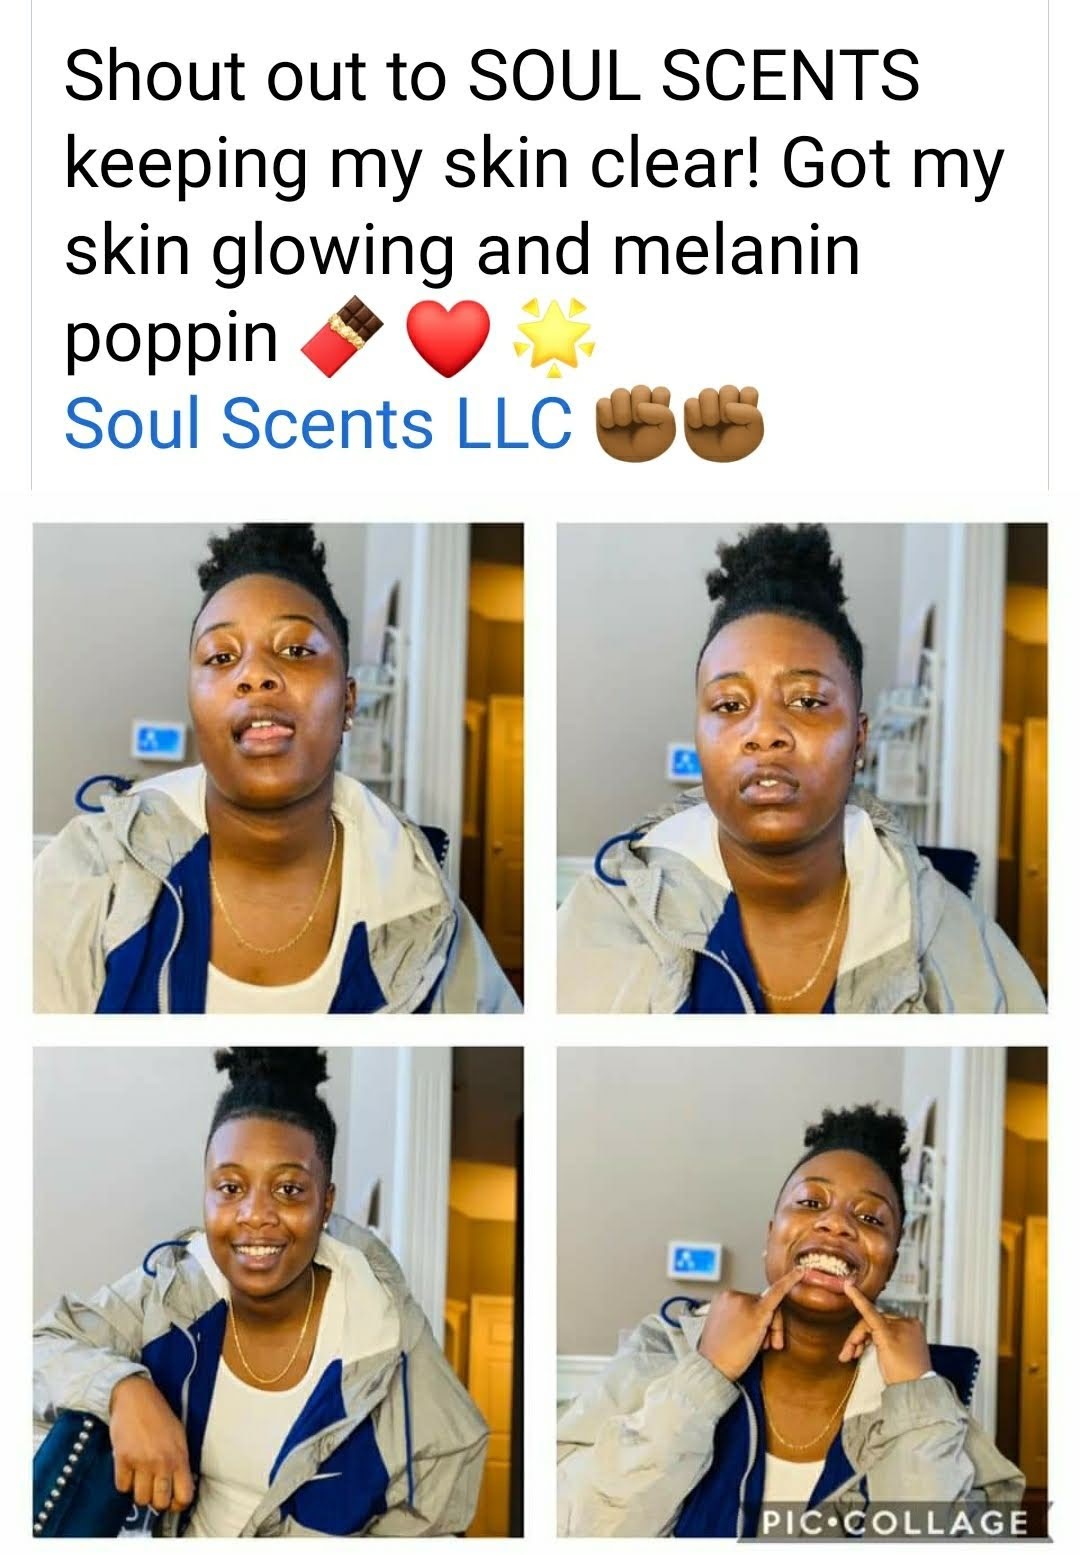 Shout out to SOUL SCENTS
keeping my skin clear! Got my
skin glowing and melanin
poppin 🍫 ❤️ 🌟
Soul Scents LLC ✊🏾✊🏾
PIC•COLLAGE